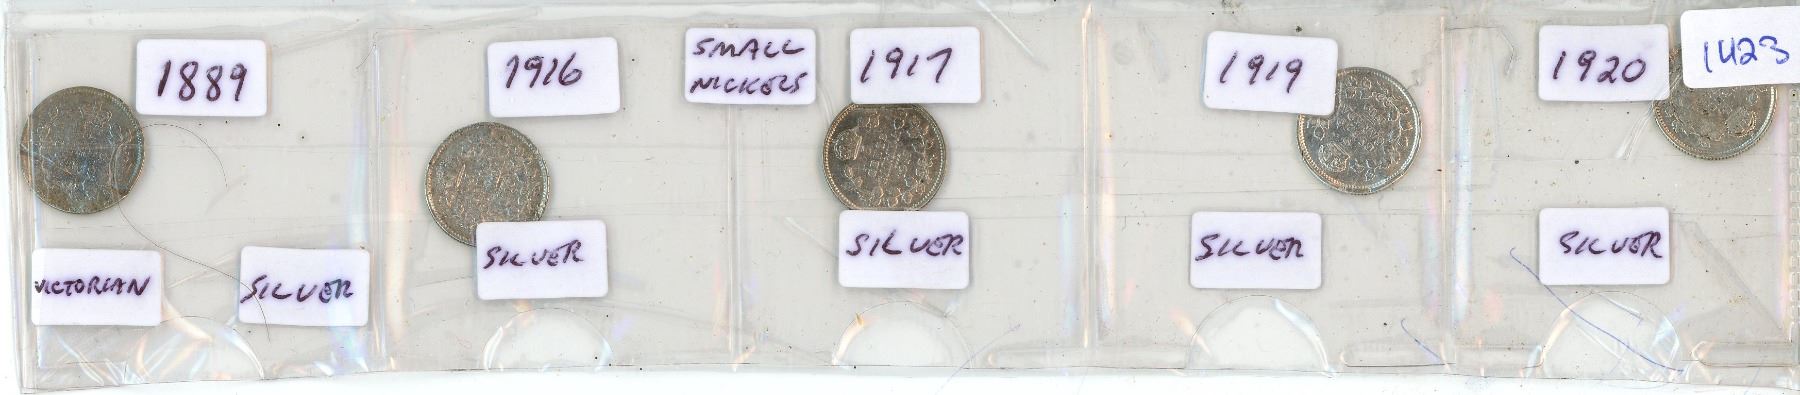 1889
1916
SMALL
NICKELS
1917
1919
1920
1423
VICTORIAN
SILVER
SILVER
SILVER
SILVER
SILVER